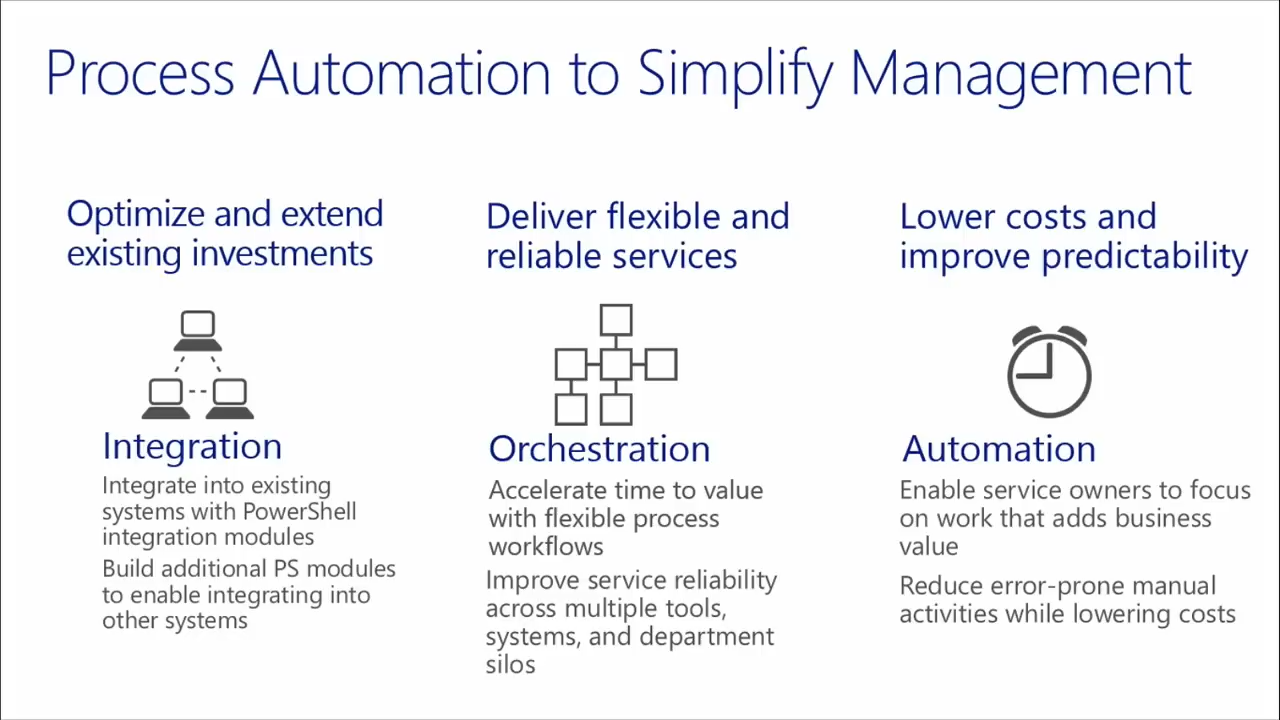 Process Automation to Simplify Management
Optimize and extend
existing investments
Integration
Integrate into existing
systems with PowerShell
integration modules
Build additional PS modules
to enable integrating into
other systems
Deliver flexible and
reliable services
Orchestration
Accelerate time to value
with flexible process
workflows
Improve service reliability
across multiple tools,
systems, and department
silos
Lower costs and
improve predictability
Automation
Enable service owners to focus
on work that adds business
value
Reduce error-prone manual
activities while lowering costs